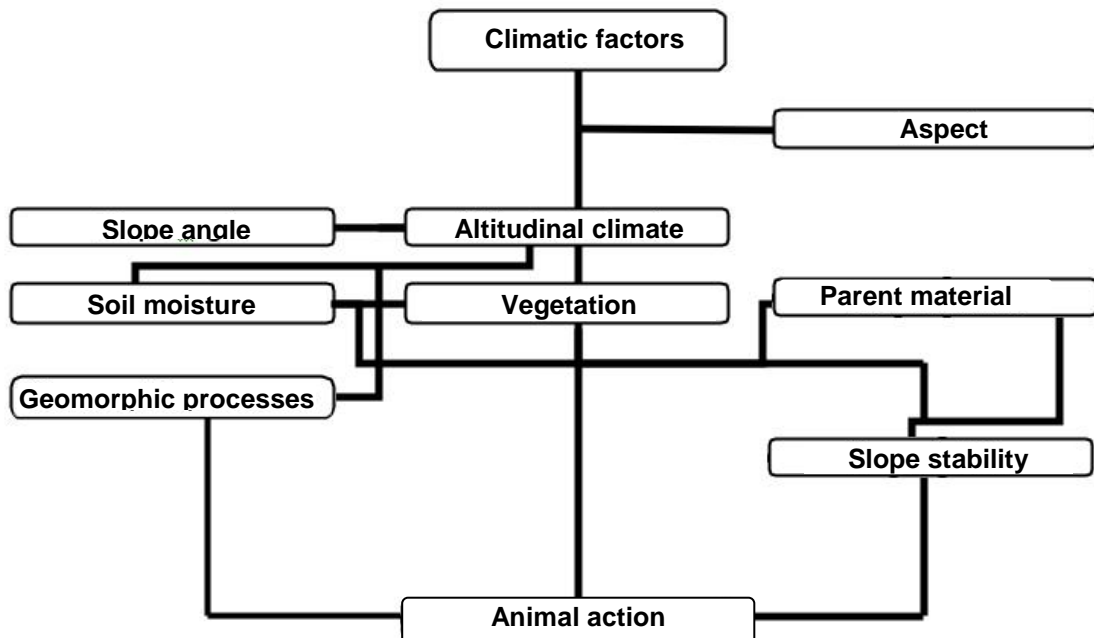 Climatic factors
Aspect
Slope angle
Altitudinal climate
Soil moisture
Vegetation
Parent material
Geomorphic processes
Slope stability
Animal action